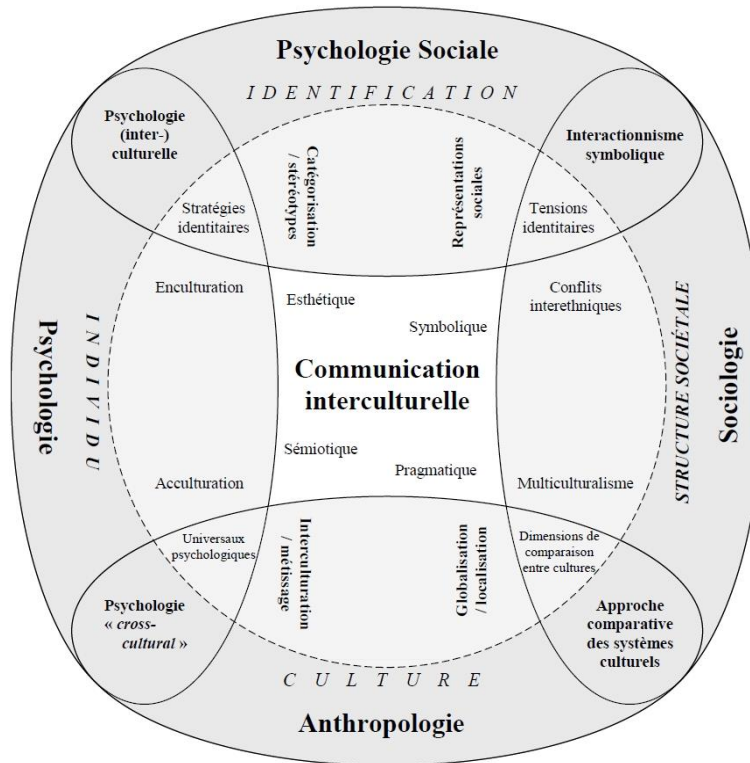 Psychologie Sociale
IDENTIFICATION
Psychologie
(inter-)
culturelle
Interactionnisme
symbolique
Catégorisation
/ stéréotypes
Représentations
sociales
Stratégies
identitaires
Tensions
identitaires
Enculturation
Esthétique
Symbolique
Conflits
interethniques
Psychologie
INDIVIDU
Communication
interculturelle
STRUCTURE SOCIÉTALE
Sociologie
Sémiotique
Pragmatique
Acculturation
Multiculturalisme
Universaux
psychologiques
Interculturation
/ métissage
Globalisation
/ localisation
Dimensions de
comparaison
entre cultures
Psychologie
« cross-
cultural »
Approche
comparative
des systèmes
culturels
CULTURE
Anthropologie